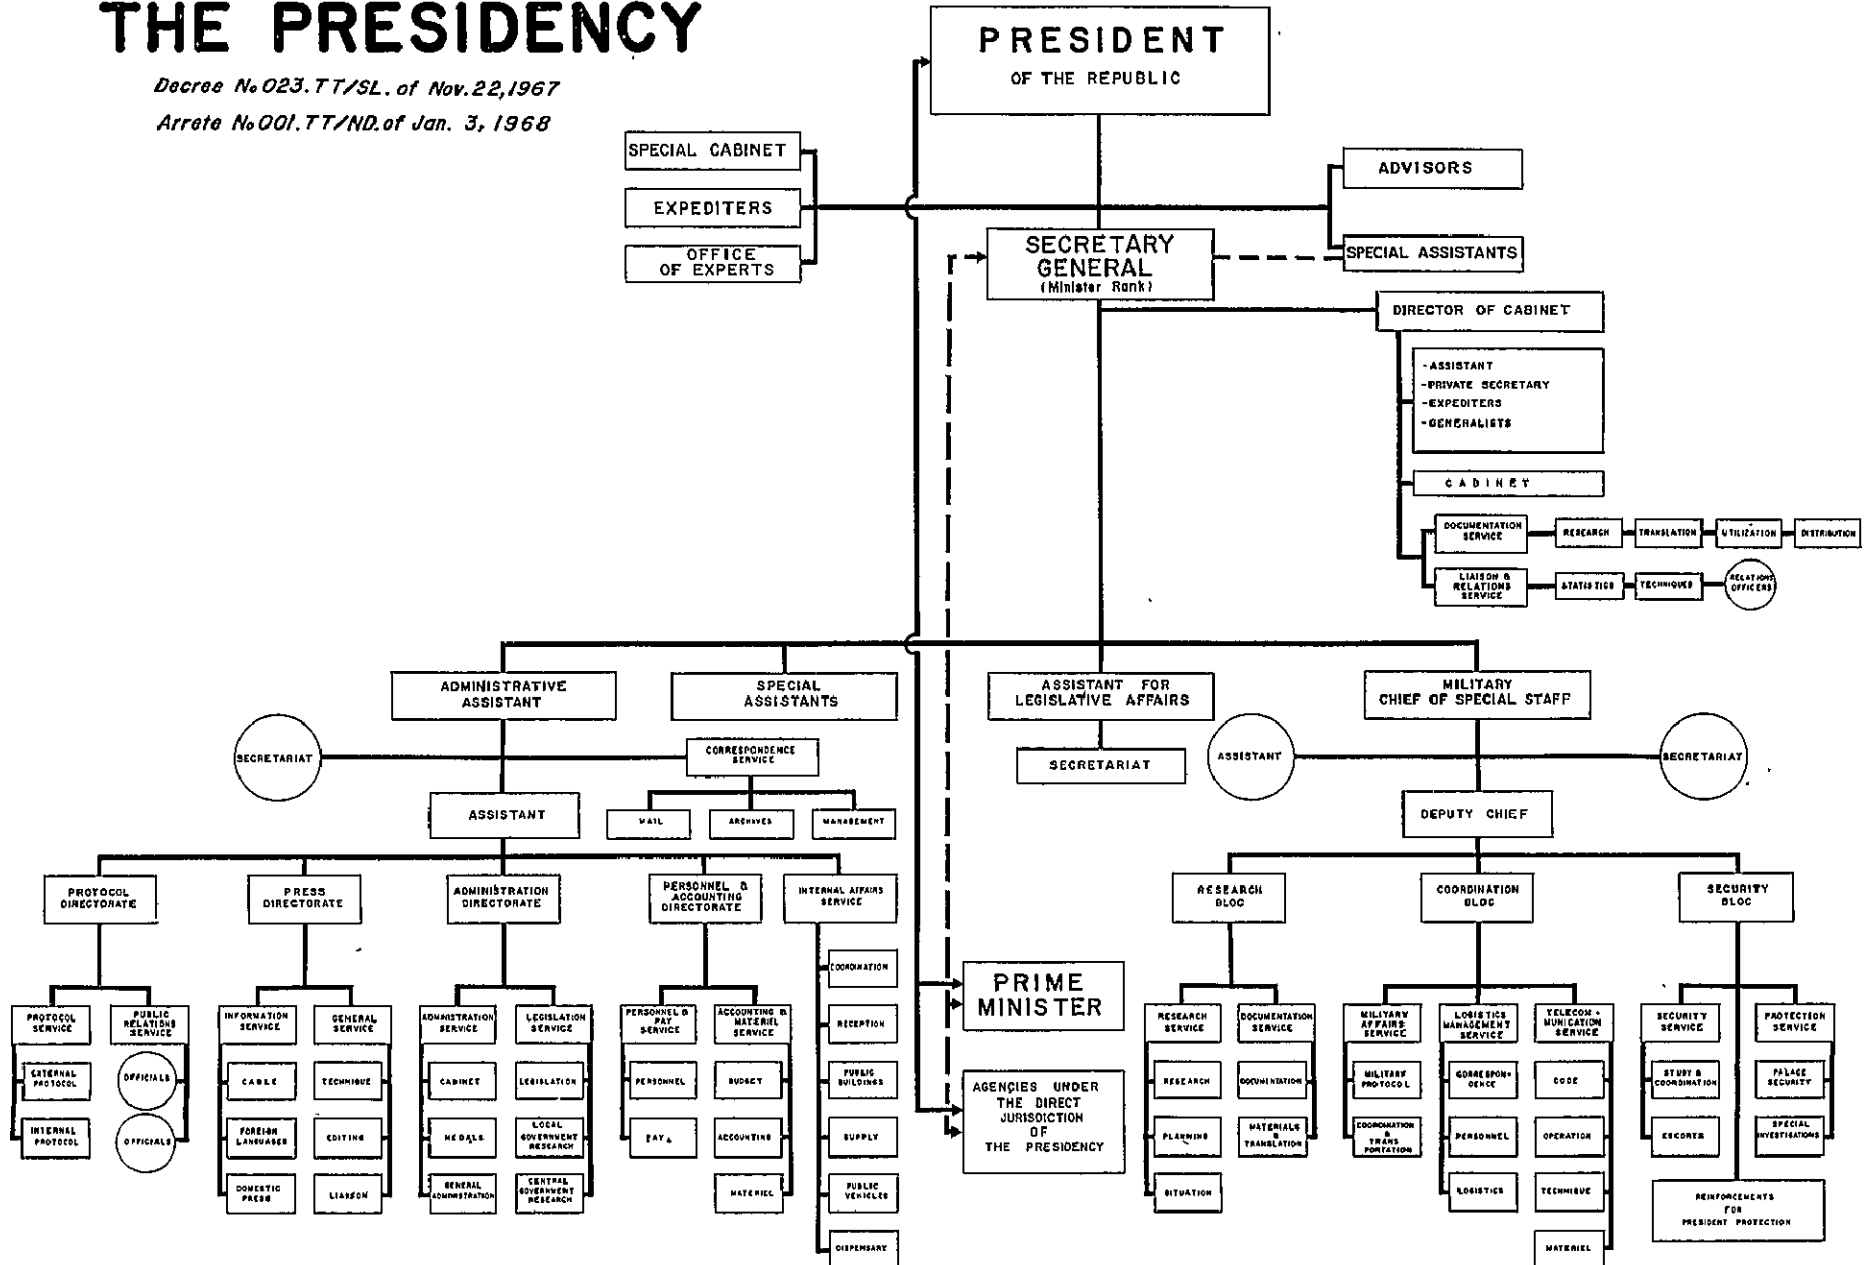 THE PRESIDENCY
Decree No 023.TT/SL. of Nov.22,1967
Arrete No 001.TT/ND. of Jan. 3, 1968
PRESIDENT
OF THE REPUBLIC
SPECIAL CABINET
EXPEDITERS
OFFICE
OF EXPERTS
ADVISORS
SPECIAL ASSISTANTS
SECRETARY
GENERAL
(Minister Rank)
DIRECTOR OF CABINET
-ASSISTANT
-PRIVATE SECRETARY
-EXPEDITERS
-GENERALISTS
CABINET
DOCUMENTATION
SERVICE
RESEARCH
TRANSLATION
UTILIZATION
DISTRIBUTION
LIAISON &
RELATIONS
SERVICE
STATISTICS
TECHNIQUES
RELATIONS
OFFICERS
ADMINISTRATIVE
ASSISTANT
SPECIAL
ASSISTANTS
ASSISTANT FOR
LEGISLATIVE AFFAIRS
MILITARY
CHIEF OF SPECIAL STAFF
SECRETARIAT
CORRESPONDENCE
SERVICE
SECRETARIAT
ASSISTANT
SECRETARIAT
ASSISTANT
MAIL
ARCHIVES
MANAGEMENT
DEPUTY CHIEF
PROTOCOL
DIRECTORATE
PRESS
DIRECTORATE
ADMINISTRATION
DIRECTORATE
PERSONNEL &
ACCOUNTING
DIRECTORATE
INTERNAL AFFAIRS
SERVICE
RESEARCH
BLOC
COORDINATION
BLOC
SECURITY
BLOC
COORDINATION
RECEPTION
PUBLIC
BUILDINGS
SUPPLY
PUBLIC
VEHICLES
DISPENSARY
PRIME
MINISTER
AGENCIES UNDER
THE DIRECT
JURISDICTION
OF
THE PRESIDENCY
PROTOCOL
SERVICE
EXTERNAL
PROTOCOL
INTERNAL
PROTOCOL
PUBLIC
RELATIONS
SERVICE
OFFICIALS
OFFICIALS
INFORMATION
SERVICE
CABLE
FOREIGN
LANGUAGES
DOMESTIC
PRESS
GENERAL
SERVICE
TECHNIQUE
EDITING
LIAISON
ADMINISTRATION
SERVICE
CABINET
MEDALS
GENERAL
ADMINISTRATION
LEGISLATION
SERVICE
LEGISLATION
LOCAL
GOVERNMENT
RESEARCH
CENTRAL
GOVERNMENT
RESEARCH
PERSONNEL &
PAY
SERVICE
PERSONNEL
PAY
ACCOUNTING &
MATERIEL
SERVICE
BUDGET
ACCOUNTING
MATERIEL
RESEARCH
SERVICE
RESEARCH
PLANNING
SITUATION
DOCUMENTATION
SERVICE
DOCUMENTATION
MATERIALS
&
TRANSLATION
MILITARY
AFFAIRS
SERVICE
MILITARY
PROTOCOL
COORDINATION
&
TRANS
PORTATION
LOGISTICS
MANAGEMENT
SERVICE
CORRESPON-
DENCE
PERSONNEL
LOGISTICS
TELECOM-
MUNICATION
SERVICE
CODE
OPERATION
TECHNIQUE
MATERIEL
SECURITY
SERVICE
STUDY &
COORDINATION
ESCORTS
PROTECTION
SERVICE
PALACE
SECURITY
SPECIAL
INVESTIGATIONS
REINFORCEMENTS
FOR
PRESIDENT PROTECTION